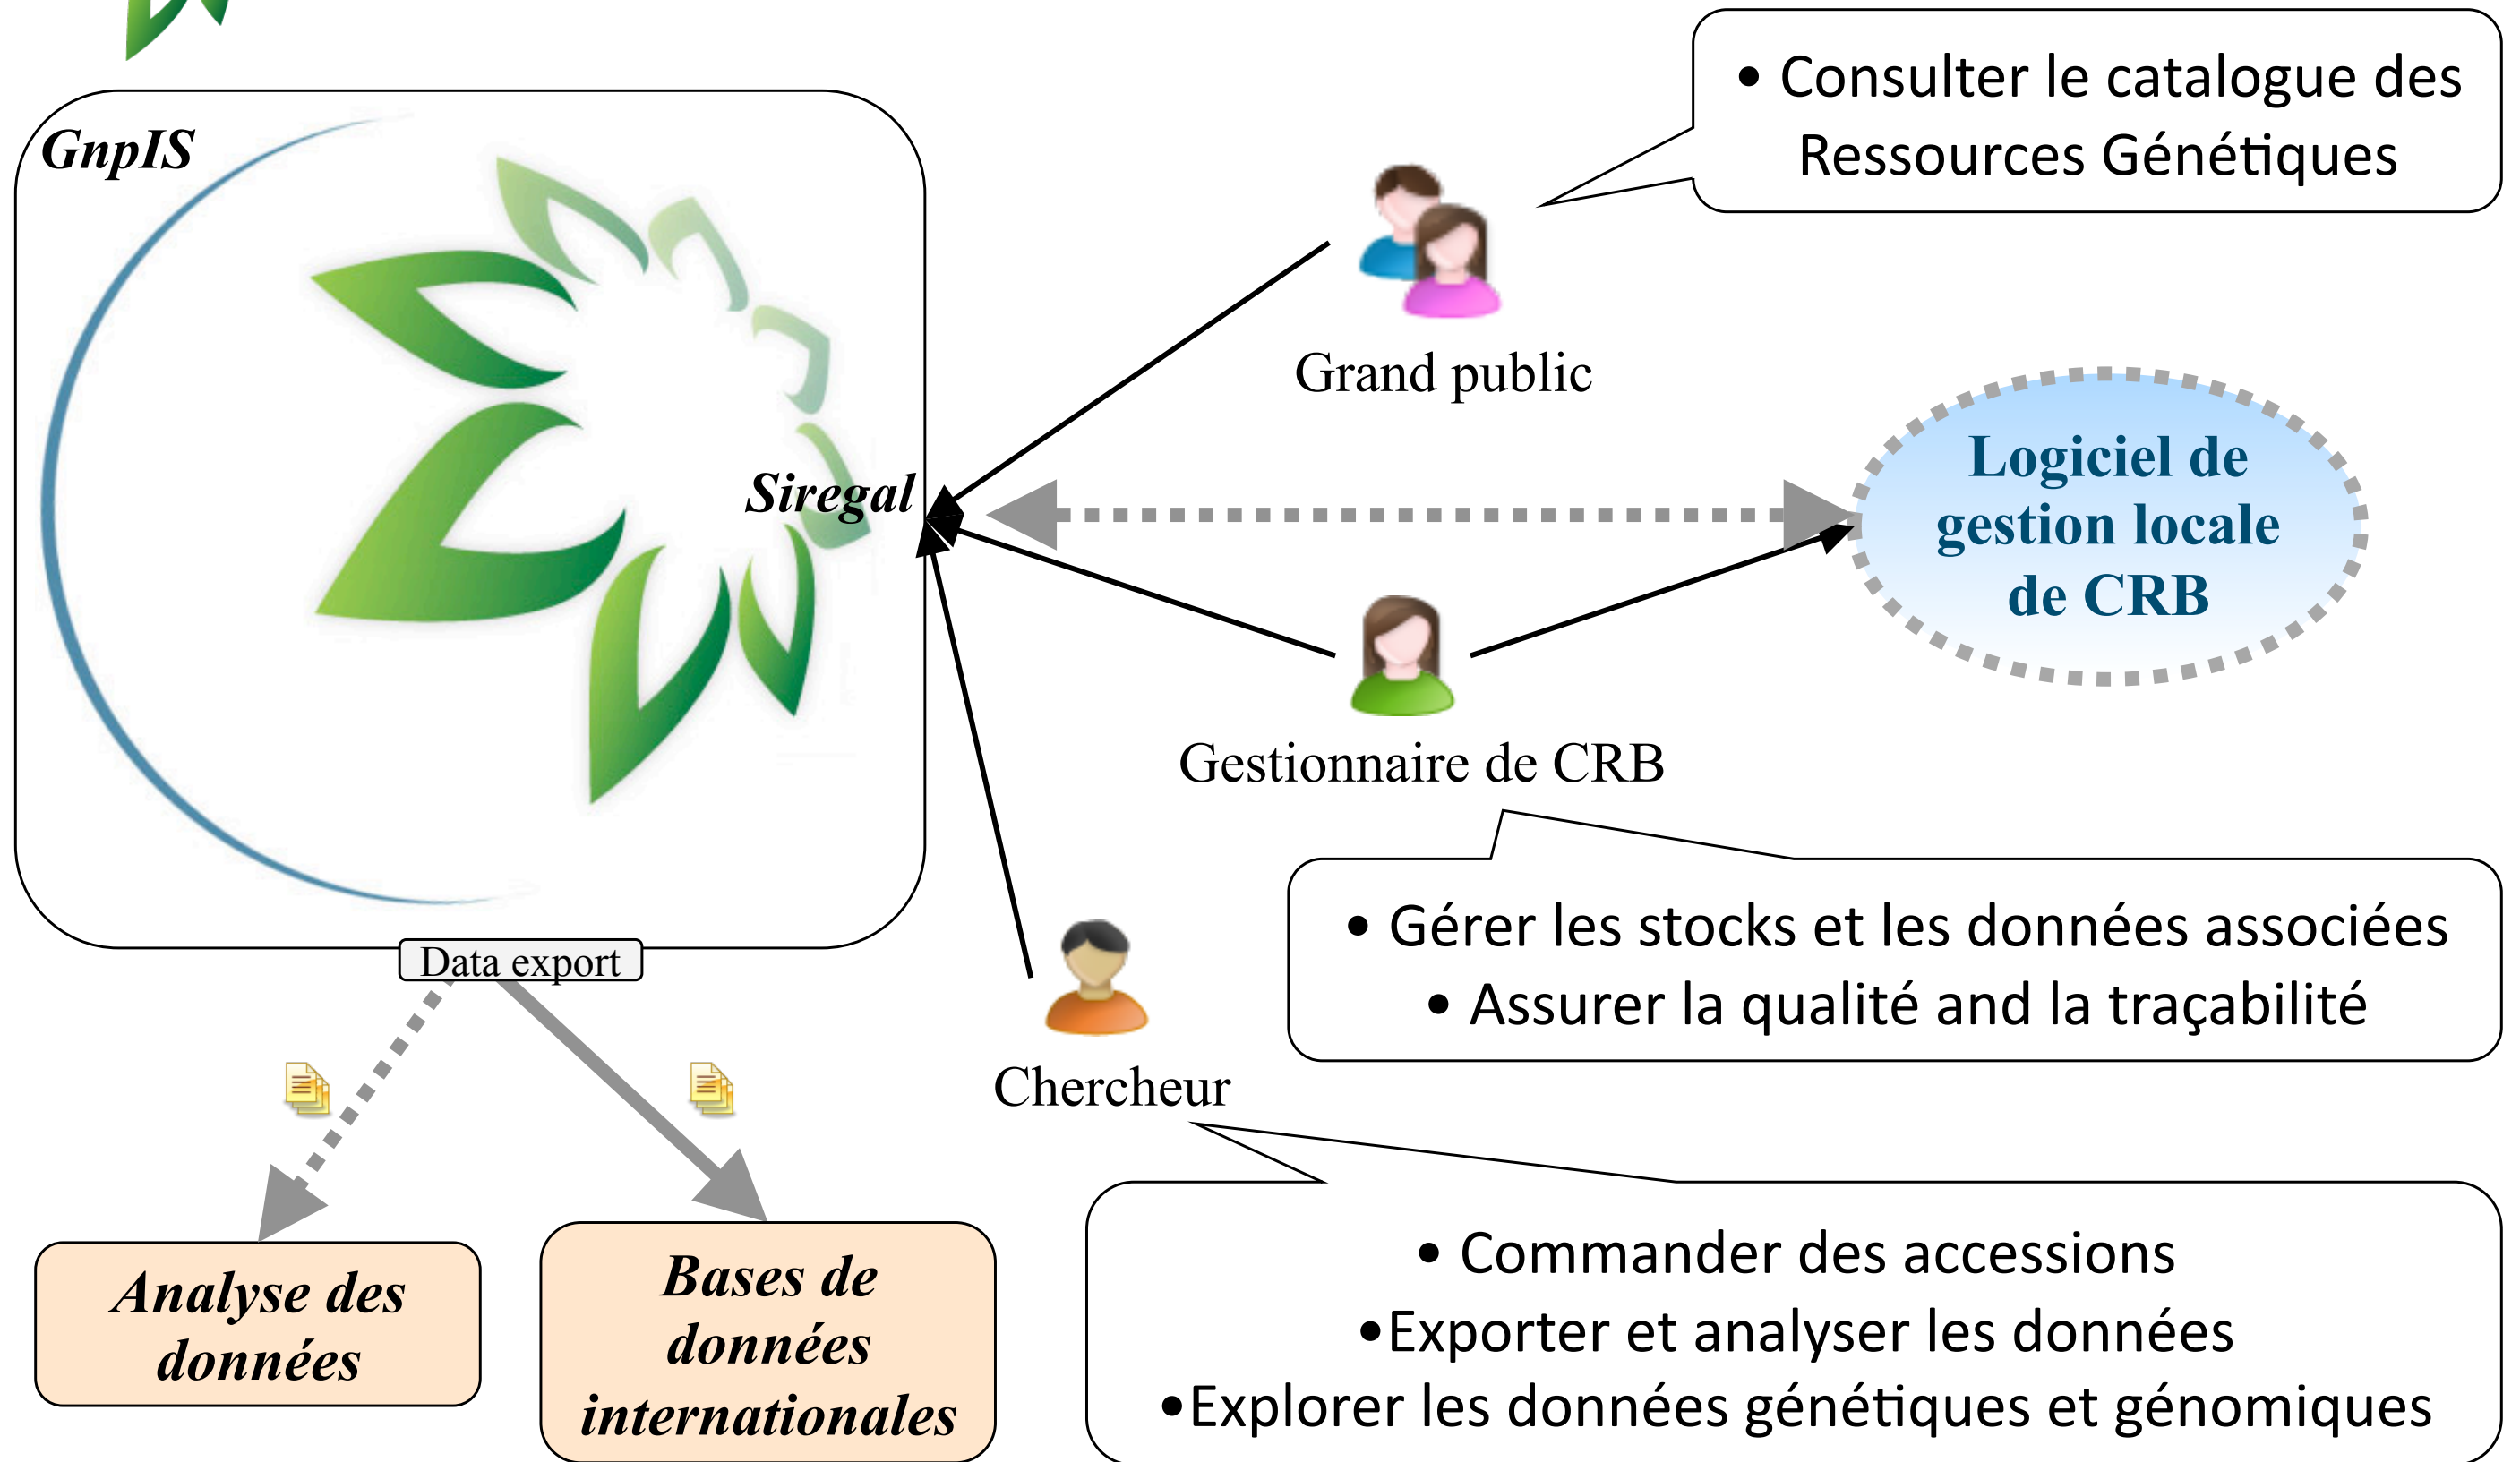 • Consulter le catalogue des
Ressources Génétiques
GnpIS
Grand public
Siregal
Logiciel de
gestion locale
de CRB
Gestionnaire de CRB
• Gérer les stocks et les données associées
• Assurer la qualité and la traçabilité
Data export
Chercheur
• Commander des accessions
•Exporter et analyser les données
•Explorer les données génétiques et génomiques
Analyse des
données
Bases de
données
internationales